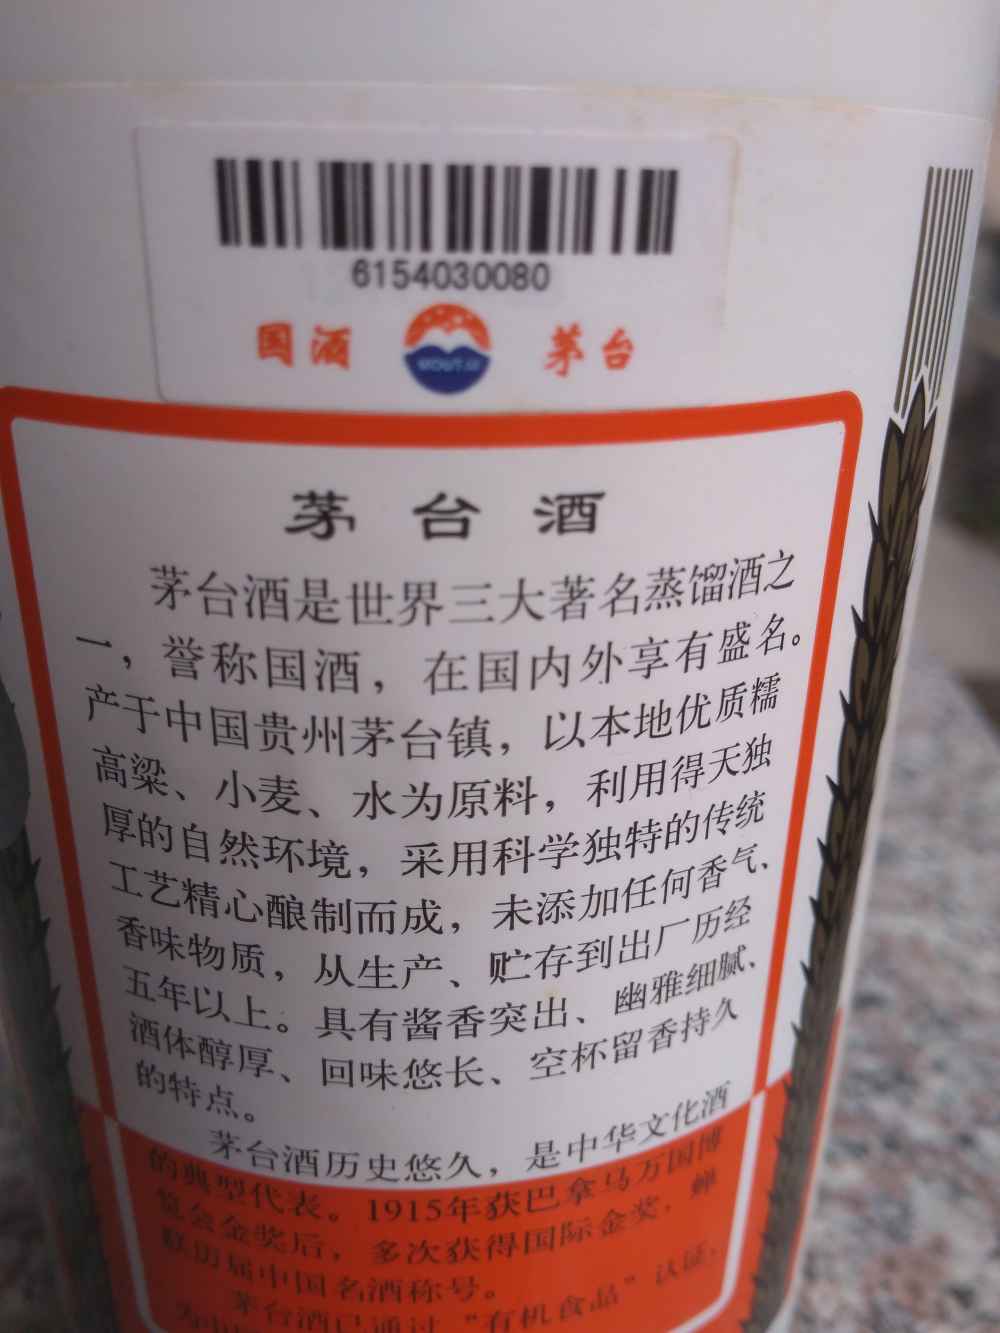 6154030080
国酒 MOUTAI 茅台
茅台酒
茅台酒是世界三大著名蒸馏酒之
一，誉称国酒，在国内外享有盛名。
产于中国贵州茅台镇，以本地优质糯
高粱、小麦、水为原料，利用得天独
厚的自然环境，采用科学独特的传统
工艺精心酿制而成，未添加任何香气、
香味物质，从生产、贮存到出厂历经
五年以上。具有酱香突出、幽雅细腻、
酒体醇厚、回味悠长、空杯留香持久
的特点。
茅台酒历史悠久，是中华文化酒
的典型代表。1915年获巴拿马万国博
览会金奖后，多次获得国际金奖，蝉
联历届中国名酒称号。
茅台酒已通过“有机食品”认证，